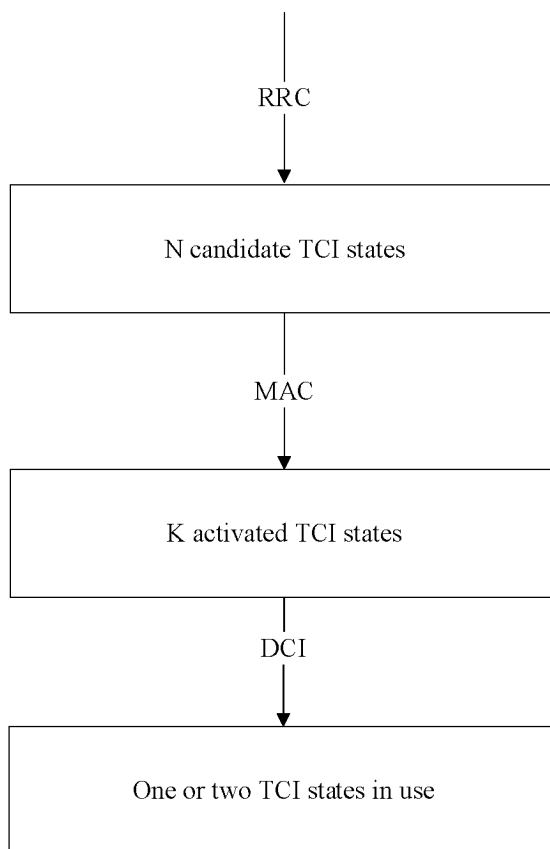 RRC
N candidate TCI states
MAC
K activated TCI states
DCI
One or two TCI states in use